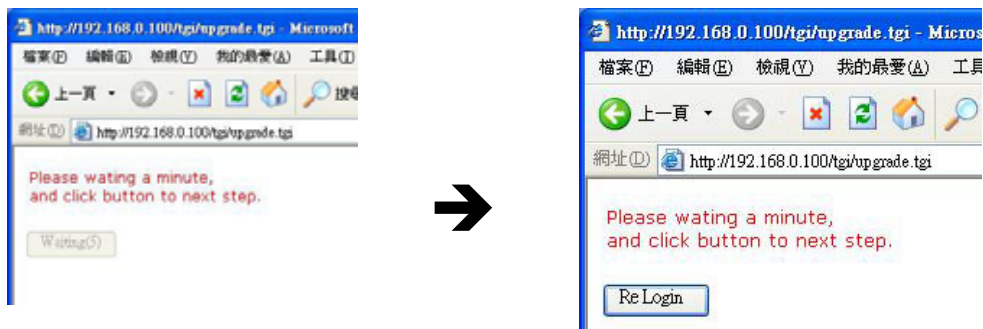 http://192.168.0.100/tgi/upgrade.tgi - Microsoft
檔案(F) 編輯(E) 檢視(V) 我的最愛(A) 工具(T)
上一頁
網址(D) http://192.168.0.100/tgi/upgrade.tgi
Please wating a minute,
and click button to next step.
Waiting(5)
http://192.168.0.100/tgi/upgrade.tgi - Micros
檔案(F) 編輯(E) 檢視(V) 我的最愛(A) 工具
上一頁
網址(D) http://192.168.0.100/tgi/upgrade.tgi
Please wating a minute,
and click button to next step.
Re Login